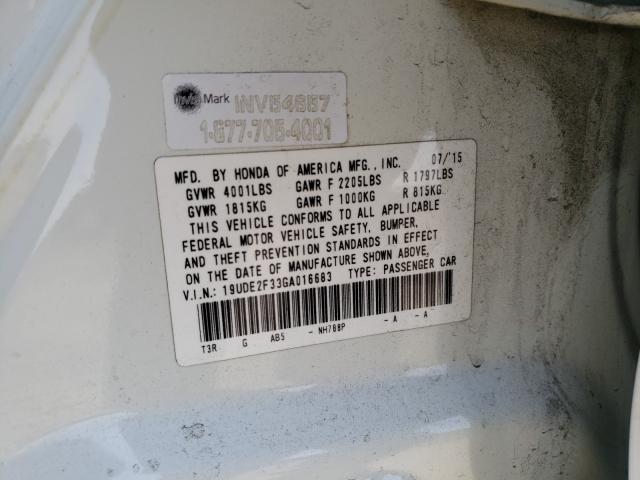 InvisiMark INV54857
1-877-705-4001
MFD. BY HONDA OF AMERICA MFG., INC. 07/15
GVWR 4001LBS GAWR F 2205LBS R 1797LBS
GVWR 1815KG GAWR F 1000KG R 815KG
THIS VEHICLE CONFORMS TO ALL APPLICABLE
FEDERAL MOTOR VEHICLE SAFETY, BUMPER,
AND THEFT PREVENTION STANDARDS IN EFFECT
ON THE DATE OF MANUFACTURE SHOWN ABOVE.
V.I.N.: 19UDE2F33GA016683 TYPE: PASSENGER CAR
T3R G AB5 - NH788P - A - A